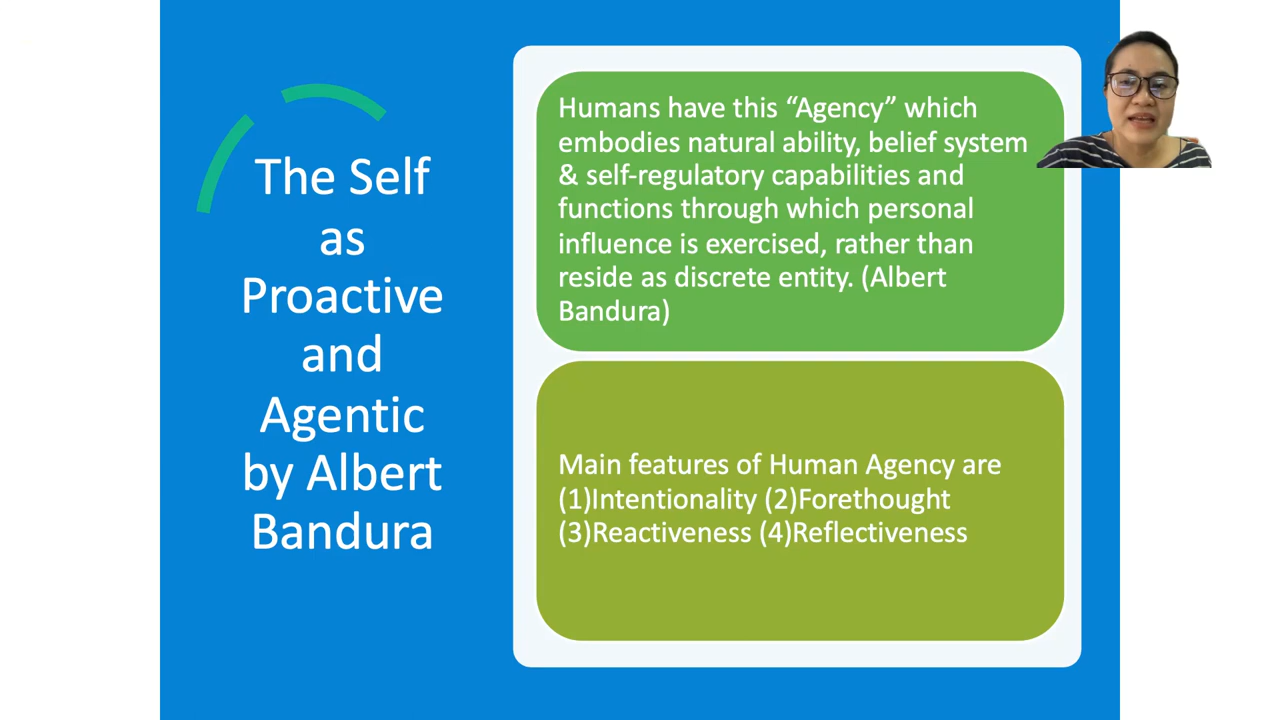 The Self
as
Proactive
and
Agentic
by Albert
Bandura
Humans have this “Agency” which
embodies natural ability, belief system
& self-regulatory capabilities and
functions through which personal
influence is exercised, rather than
reside as discrete entity. (Albert
Bandura)
Main features of Human Agency are
(1)Intentionality (2)Forethought
(3)Reactiveness (4)Reflectiveness